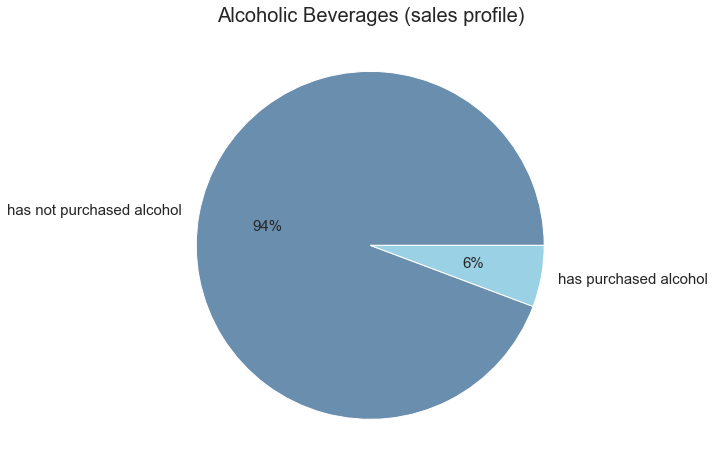 Alcoholic Beverages (sales profile)
has not purchased alcohol
94%
6%
has purchased alcohol